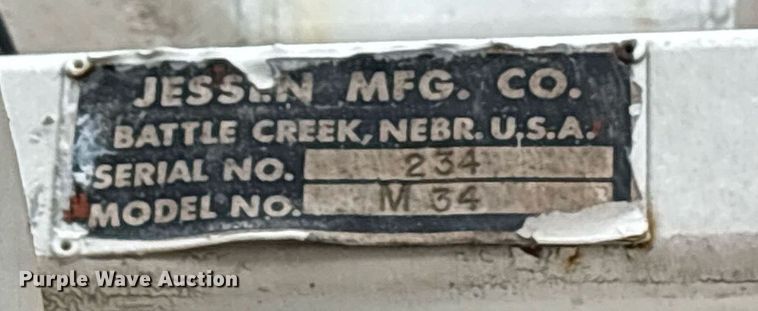 JESSEN MFG. CO.
BATTLE CREEK, NEBR. U.S.A.
SERIAL NO. 234
MODEL NO. M 34
Purple Wave Auction